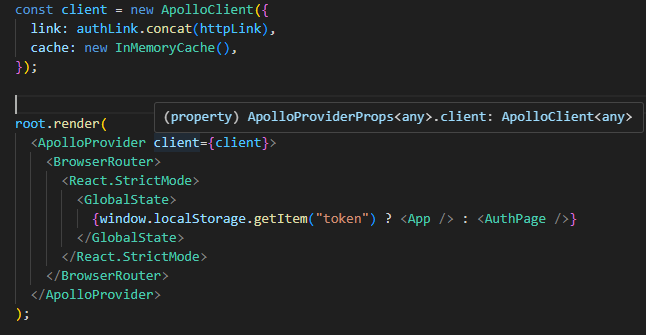 const client = new ApolloClient({
  link: authLink.concat(httpLink),
  cache: new InMemoryCache(),
});
(property) ApolloProviderProps<any>.client: ApolloClient<any>
root.render(
  <ApolloProvider client={client}>
    <BrowserRouter>
      <React.StrictMode>
        <GlobalState>
          {window.localStorage.getItem("token") ? <App /> : <AuthPage />}
        </GlobalState>
      </React.StrictMode>
    </BrowserRouter>
  </ApolloProvider>
);